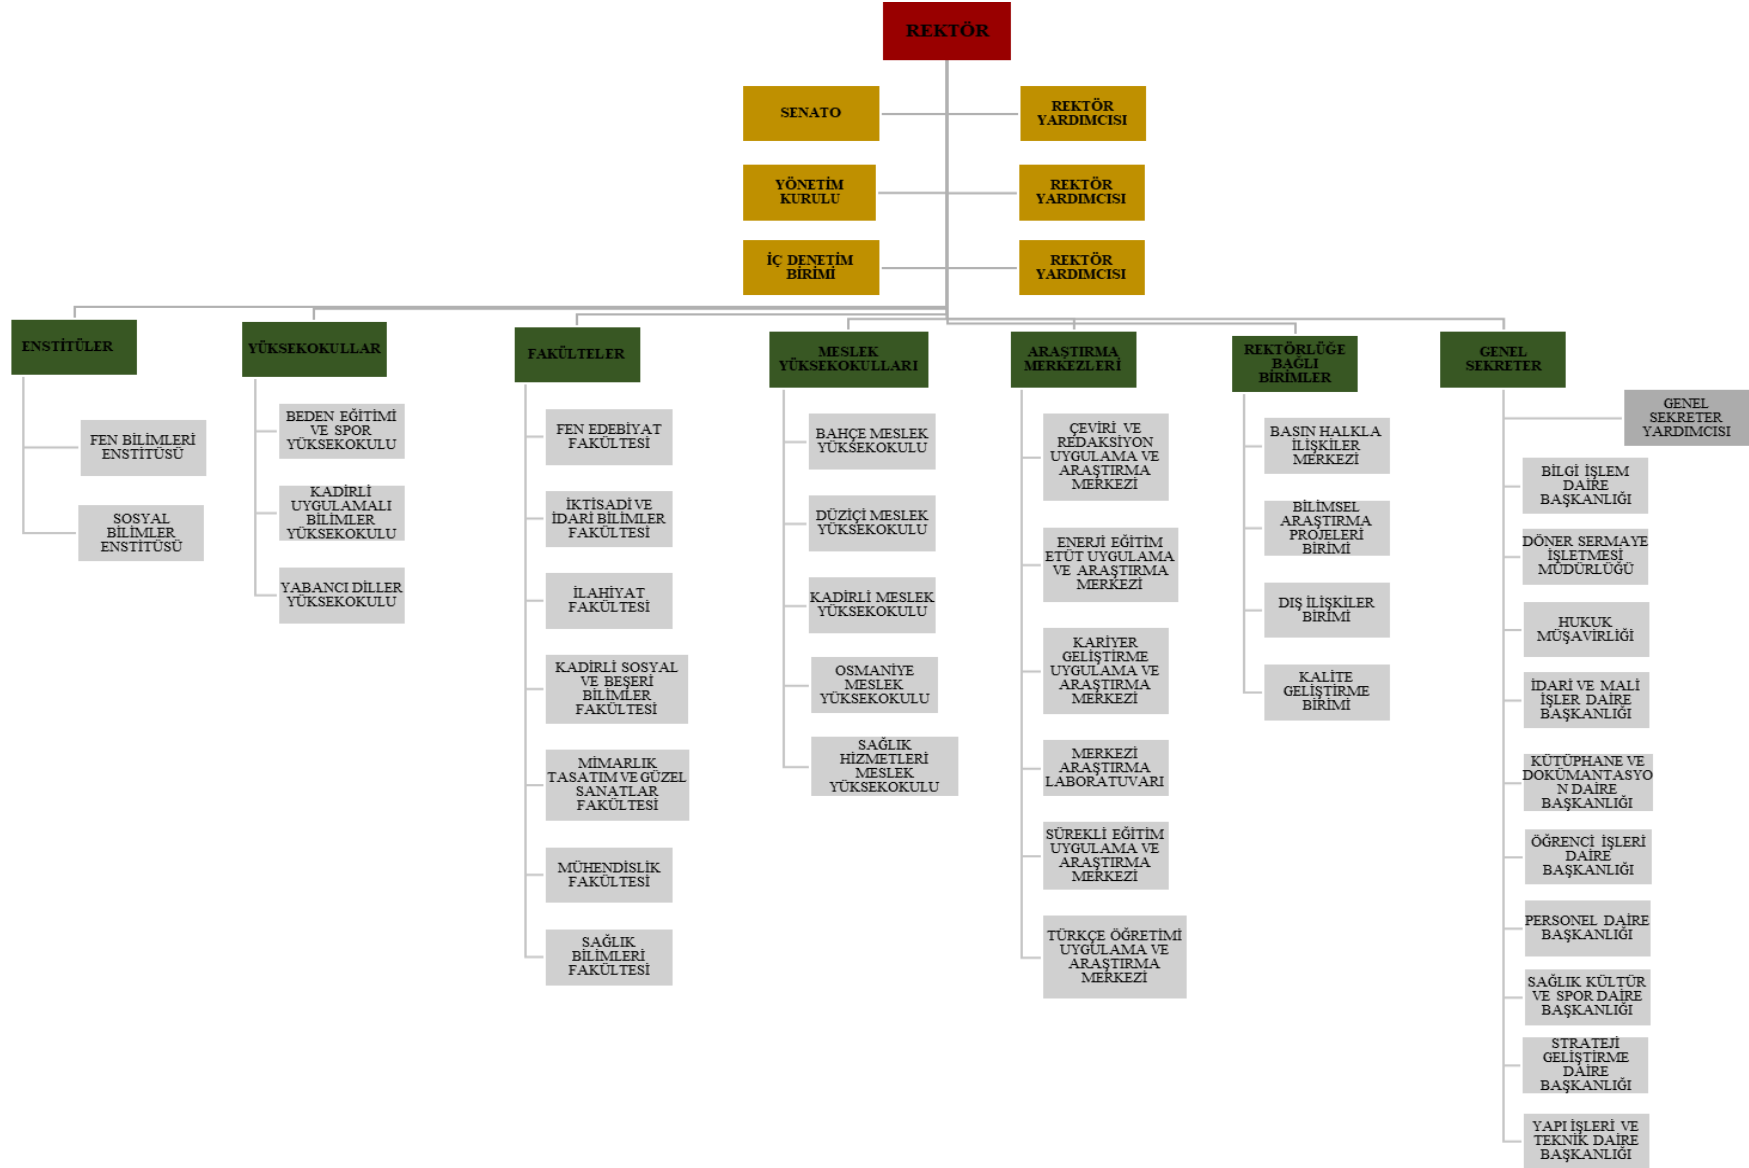 REKTÖR
SENATO
REKTÖR
YARDIMCISI
YÖNETİM
KURULU
REKTÖR
YARDIMCISI
İÇ DENETİM
BİRİMİ
REKTÖR
YARDIMCISI
ENSTİTÜLER
FEN BİLİMLERİ
ENSTİTÜSÜ
SOSYAL
BİLİMLER
ENSTİTÜSÜ
YÜKSEKOKULLAR
BEDEN EĞİTİMİ
VE SPOR
YÜKSEKOKULU
KADİRLİ
UYGULAMALI
BİLİMLER
YÜKSEKOKULU
YABANCI DİLLER
YÜKSEKOKULU
FAKÜLTELER
FEN EDEBİYAT
FAKÜLTESİ
İKTİSADİ VE
İDARİ BİLİMLER
FAKÜLTESİ
İLAHİYAT
FAKÜLTESİ
KADİRLİ SOSYAL
VE BEŞERİ
BİLİMLER
FAKÜLTESİ
MİMARLIK
TASATIM VE GÜZEL
SANATLAR
FAKÜLTESİ
MÜHENDİSLİK
FAKÜLTESİ
SAĞLIK
BİLİMLERİ
FAKÜLTESİ
MESLEK
YÜKSEKOKULLARI
BAHÇE MESLEK
YÜKSEKOKULU
DÜZİÇİ MESLEK
YÜKSEKOKULU
KADİRLİ MESLEK
YÜKSEKOKULU
OSMANİYE
MESLEK
YÜKSEKOKULU
SAĞLIK
HİZMETLERİ
MESLEK
YÜKSEKOKULU
ARAŞTIRMA
MERKEZLERİ
ÇEVİRİ VE
REDAKSİYON
UYGULAMA VE
ARAŞTIRMA
MERKEZİ
ENERJİ EĞİTİM
ETÜT UYGULAMA
VE ARAŞTIRMA
MERKEZİ
KARİYER
GELİŞTİRME
UYGULAMA VE
ARAŞTIRMA
MERKEZİ
MERKEZİ
ARAŞTIRMA
LABORATUVARI
SÜREKLİ EĞİTİM
UYGULAMA VE
ARAŞTIRMA
MERKEZİ
TÜRKÇE ÖĞRETİMİ
UYGULAMA VE
ARAŞTIRMA
MERKEZİ
REKTÖRLÜĞE
BAĞLI
BİRİMLER
BASIN HALKLA
İLİŞKİLER
MERKEZİ
BİLİMSEL
ARAŞTIRMA
PROJELERİ
BİRİMİ
DIŞ İLİŞKİLER
BİRİMİ
KALİTE
GELİŞTİRME
BİRİMİ
GENEL
SEKRETER
GENEL
SEKRETER
YARDIMCISI
BİLGİ İŞLEM
DAİRE
BAŞKANLIĞI
DÖNER SERMAYE
İŞLETMESİ
MÜDÜRLÜĞÜ
HUKUK
MÜŞAVİRLİĞİ
İDARİ VE MALİ
İŞLER DAİRE
BAŞKANLIĞI
KÜTÜPHANE VE
DOKÜMANTASYO
N DAİRE
BAŞKANLIĞI
ÖĞRENCİ İŞLERİ
DAİRE
BAŞKANLIĞI
PERSONEL DAİRE
BAŞKANLIĞI
SAĞLIK KÜLTÜR
VE SPOR DAİRE
BAŞKANLIĞI
STRATEJİ
GELİŞTİRME
DAİRE
BAŞKANLIĞI
YAPI İŞLERİ VE
TEKNİK DAİRE
BAŞKANLIĞI